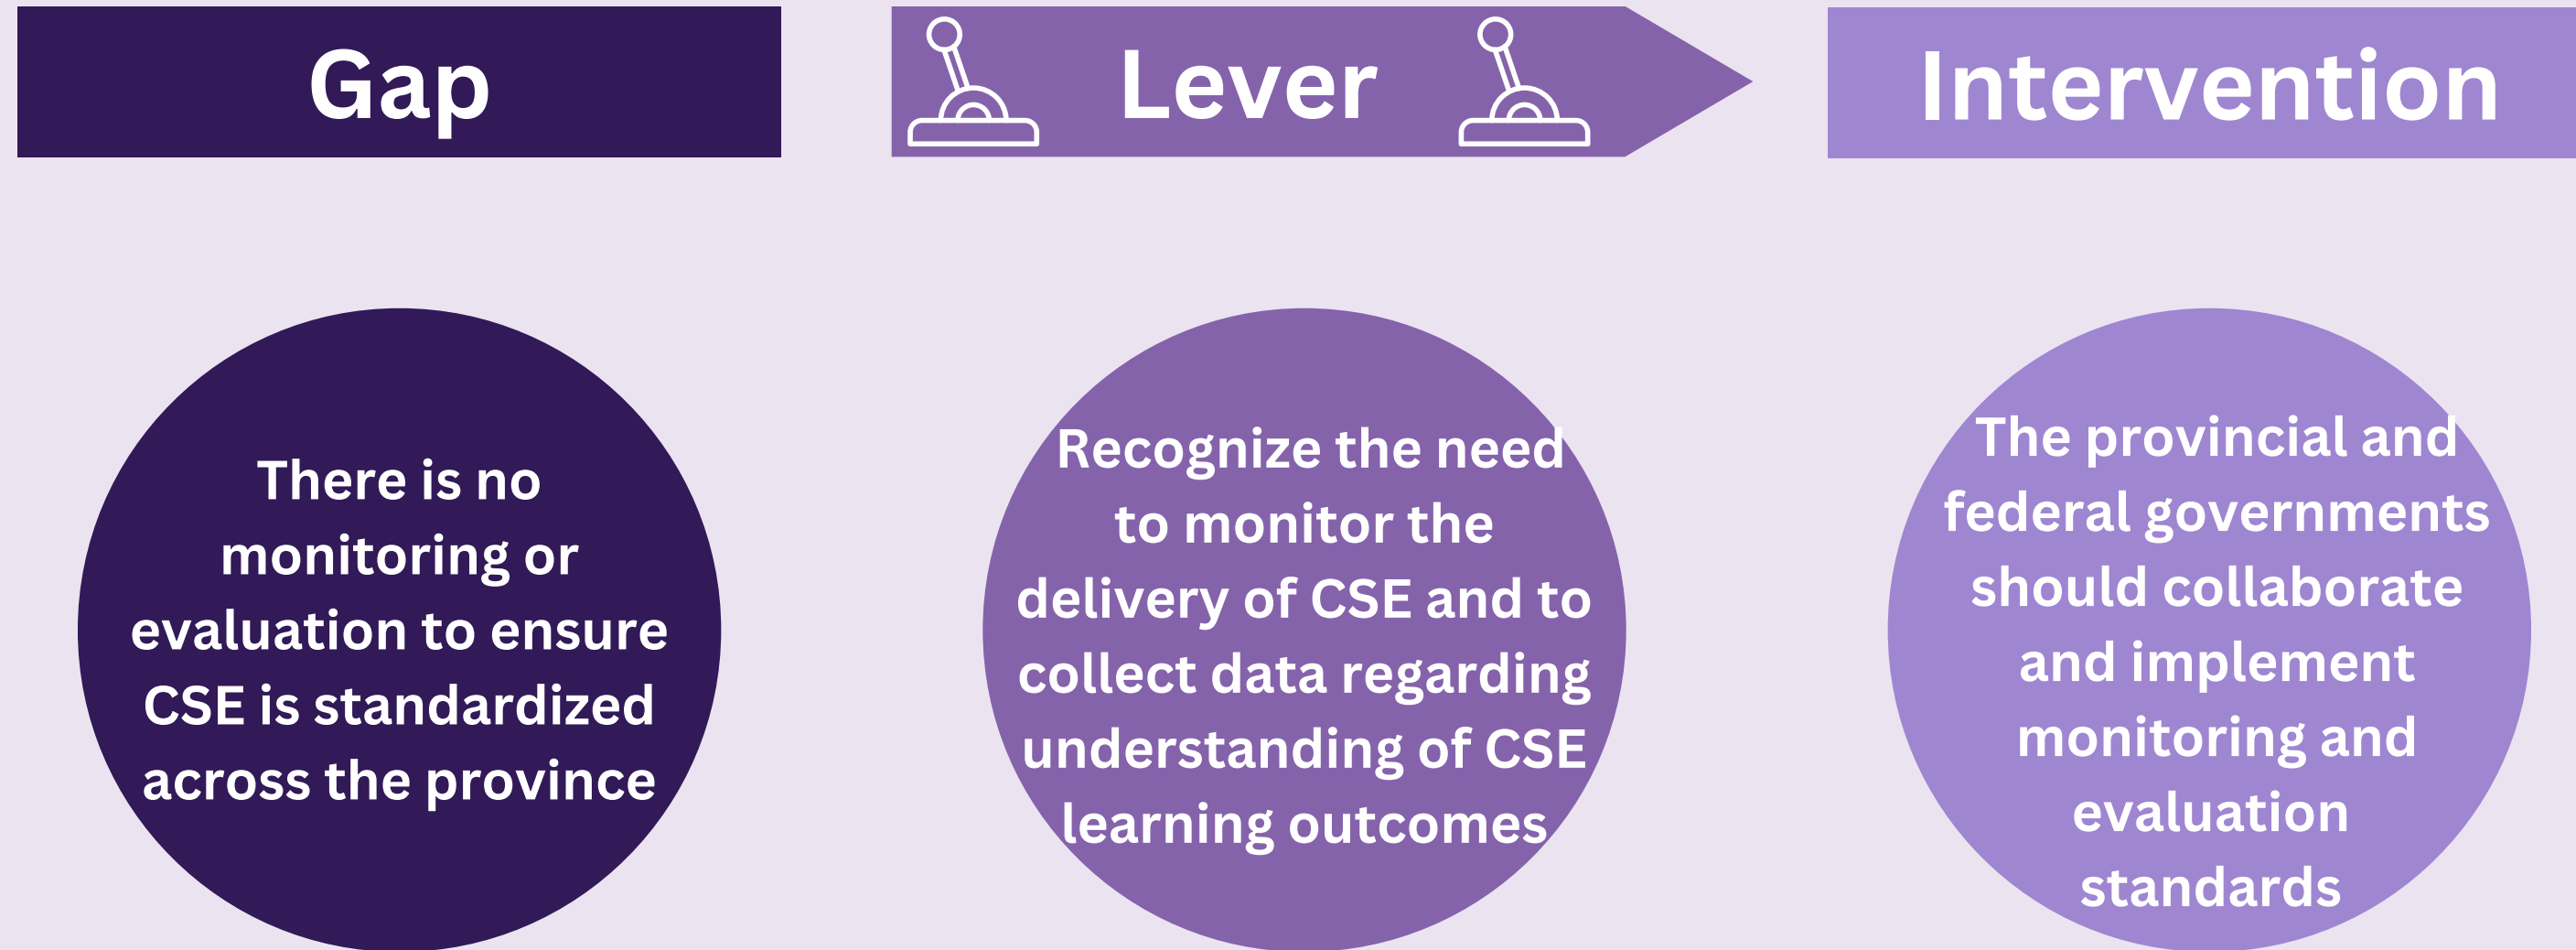 Gap
Lever
Intervention
There is no
monitoring or
evaluation to ensure
CSE is standardized
across the province
Recognize the need
to monitor the
delivery of CSE and to
collect data regarding
understanding of CSE
learning outcomes
The provincial and
federal governments
should collaborate
and implement
monitoring and
evaluation
standards